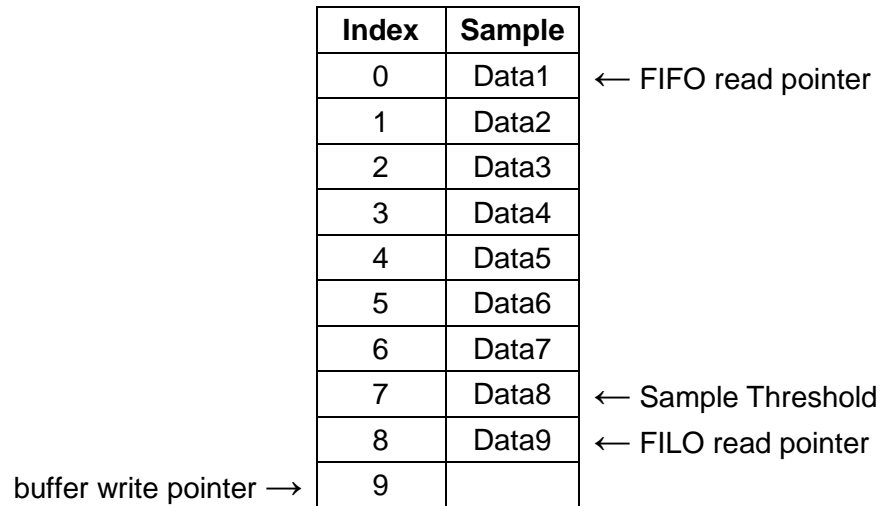 Index Sample
0 Data1 ← FIFO read pointer
1 Data2
2 Data3
3 Data4
4 Data5
5 Data6
6 Data7
7 Data8 ← Sample Threshold
8 Data9 ← FILO read pointer
buffer write pointer → 9